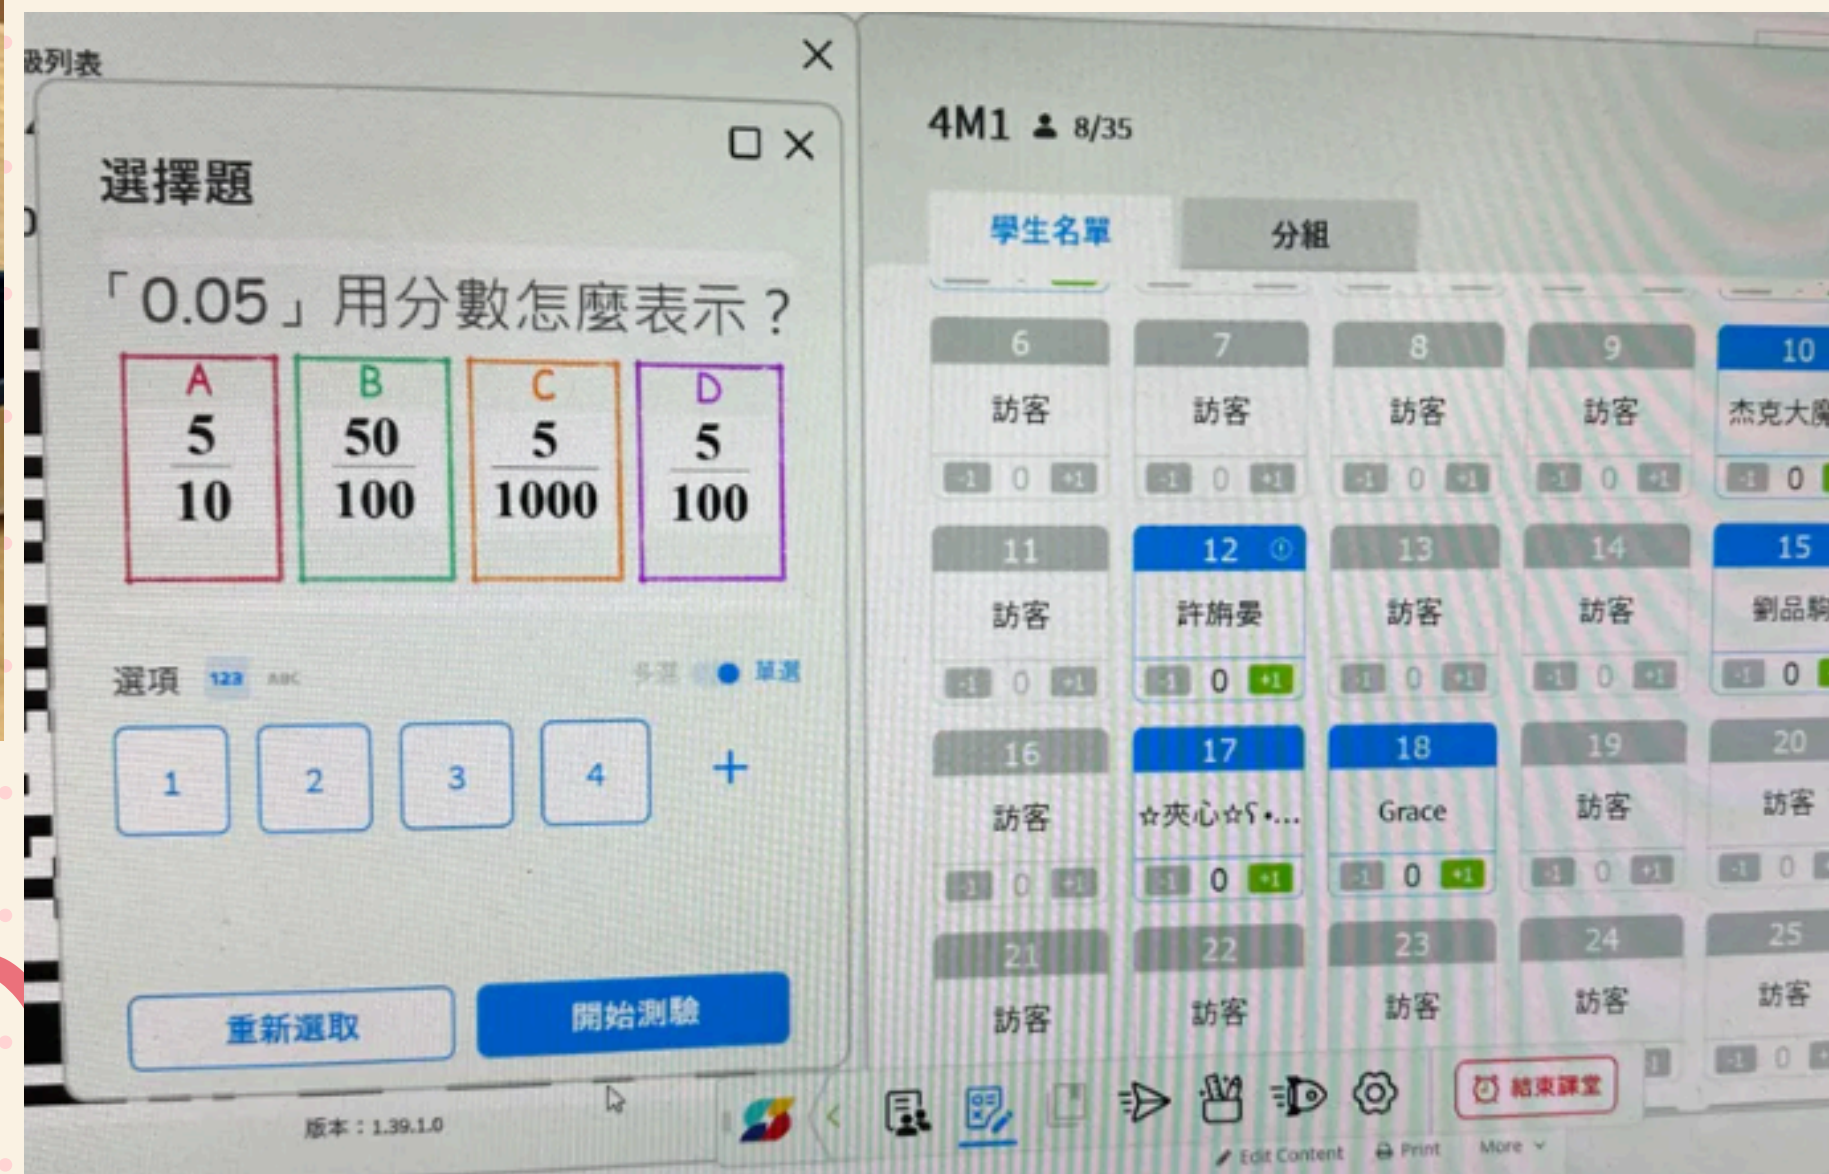 級列表
選擇題
「0.05」用分數怎麼表示?
A B C D
5/10 50/100 5/1000 5/100
選項 123 ABC 多選 單選
1 2 3 4 +
重新選取 開始測驗
版本:1.39.1.0
4M1 8/35
學生名單 分組
6 7 8 9 10
訪客 訪客 訪客 訪客 杰克大
-1 0 +1 -1 0 +1 -1 0 +1 -1 0 +1 -1 0
11 12 13 14 15
訪客 許旃晏 訪客 訪客 劉品
-1 0 +1 -1 0 +1 -1 0 +1 -1 0 +1 -1 0
16 17 18 19 20
訪客 ☆夾心☆ʕ•... Grace 訪客 訪客
-1 0 +1 -1 0 +1 -1 0 +1 -1 0 +1 -1 0
21 22 23 24 25
訪客 訪客 訪客 訪客 訪客
-1 0
結束課堂
Edit Content Print More